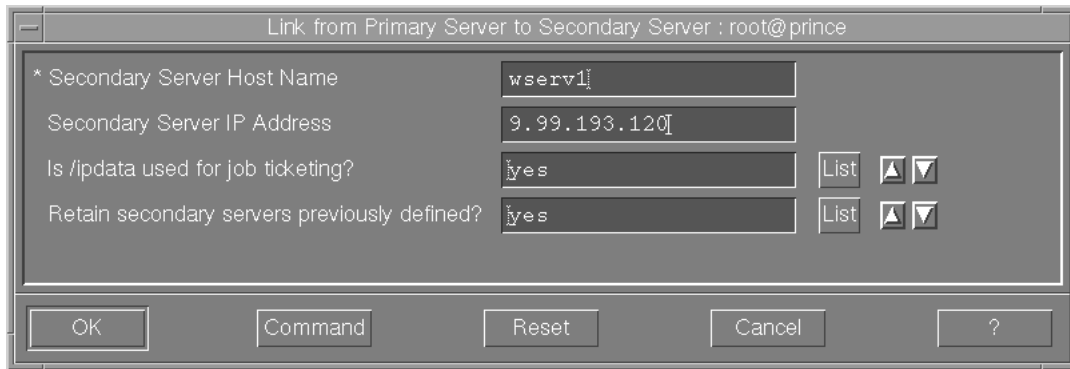 Link from Primary Server to Secondary Server : root@prince
* Secondary Server Host Name wserv1
Secondary Server IP Address 9.99.193.120
Is /ipdata used for job ticketing? yes List
Retain secondary servers previously defined? yes List
OK Command Reset Cancel ?